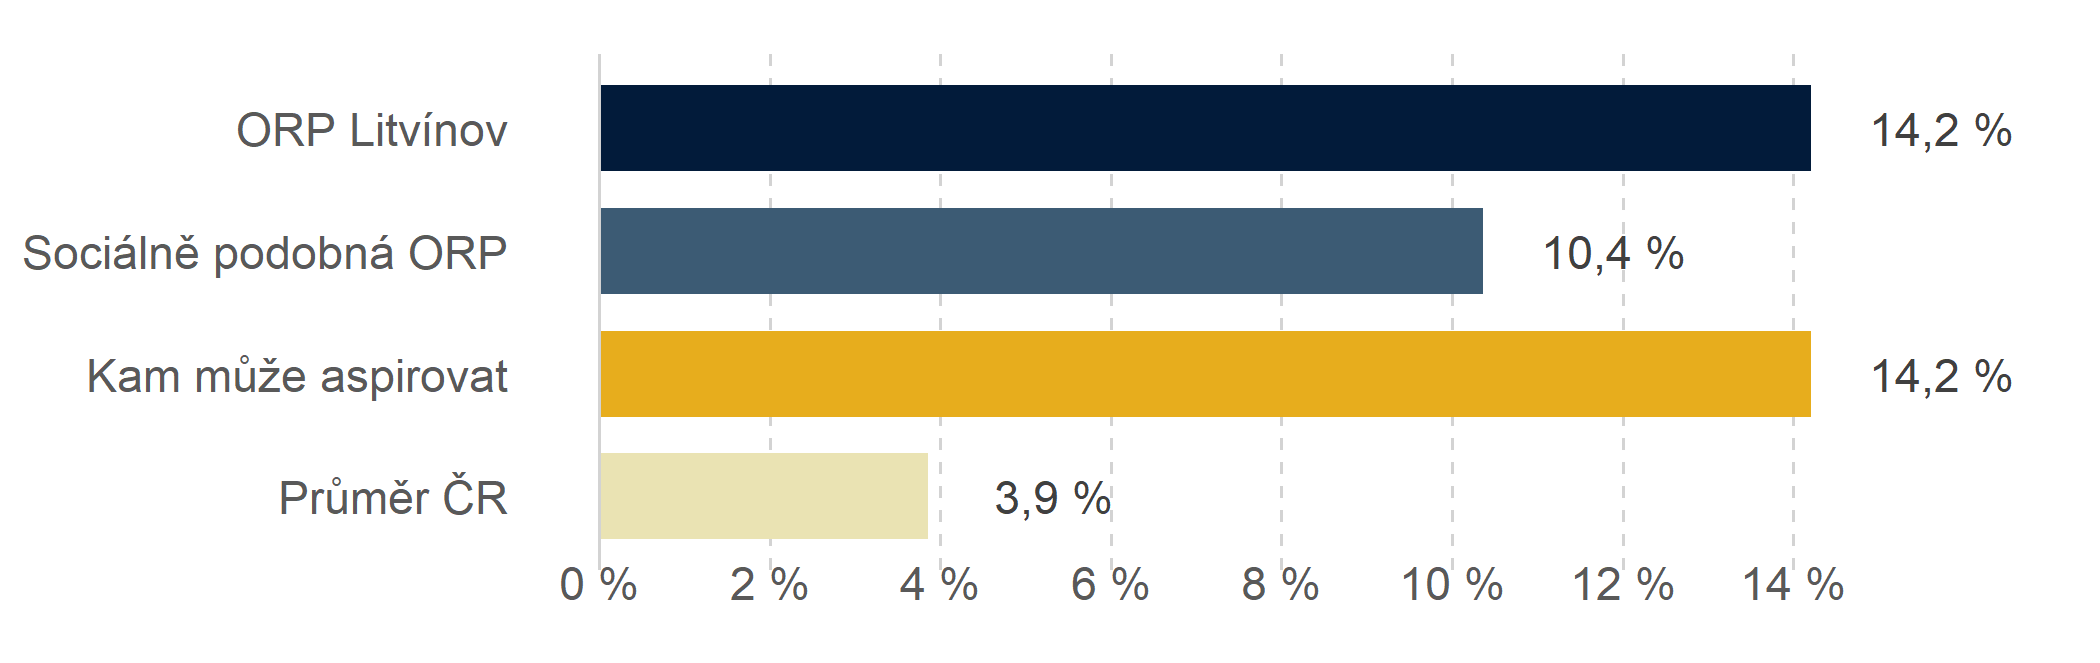 ORP Litvínov 14,2 %
Sociálně podobná ORP 10,4 %
Kam může aspirovat 14,2 %
Průměr ČR 3,9 %
0 % 2 % 4 % 6 % 8 % 10 % 12 % 14 %